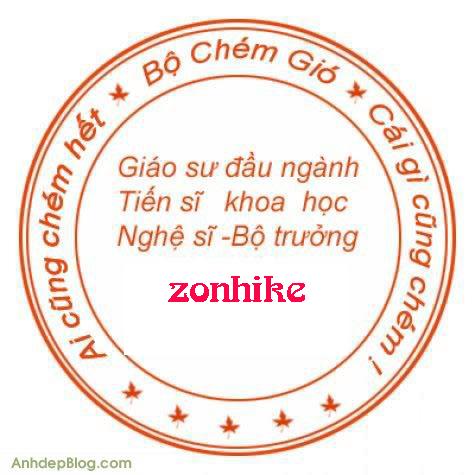 Ai cũng chém hết
Bộ Chém Gió
Cái gì cũng chém !
Giáo sư đầu ngành
Tiến sĩ khoa học
Nghệ sĩ -Bộ trưởng
zonhike
AnhdepBlog.com